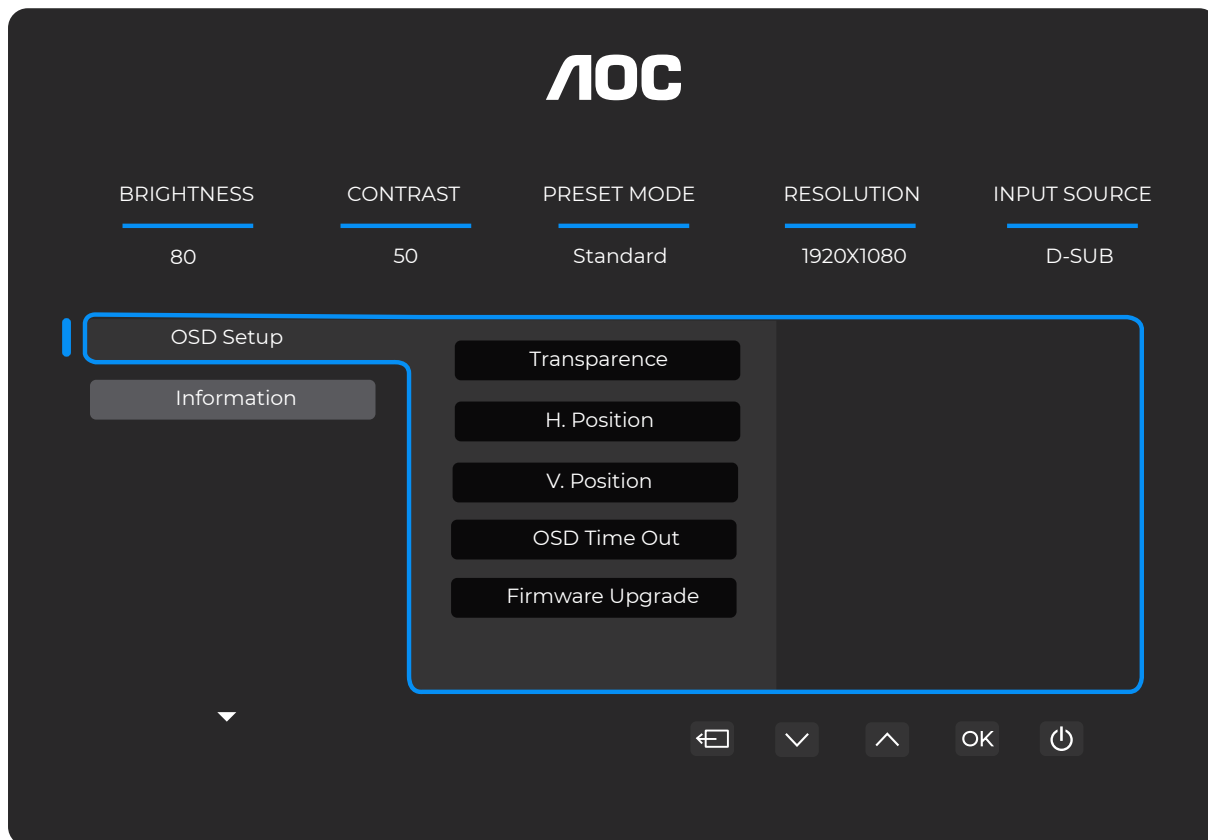 AOC
BRIGHTNESS CONTRAST PRESET MODE RESOLUTION INPUT SOURCE
80 50 Standard 1920X1080 D-SUB
OSD Setup
Information
Transparence
H. Position
V. Position
OSD Time Out
Firmware Upgrade
OK